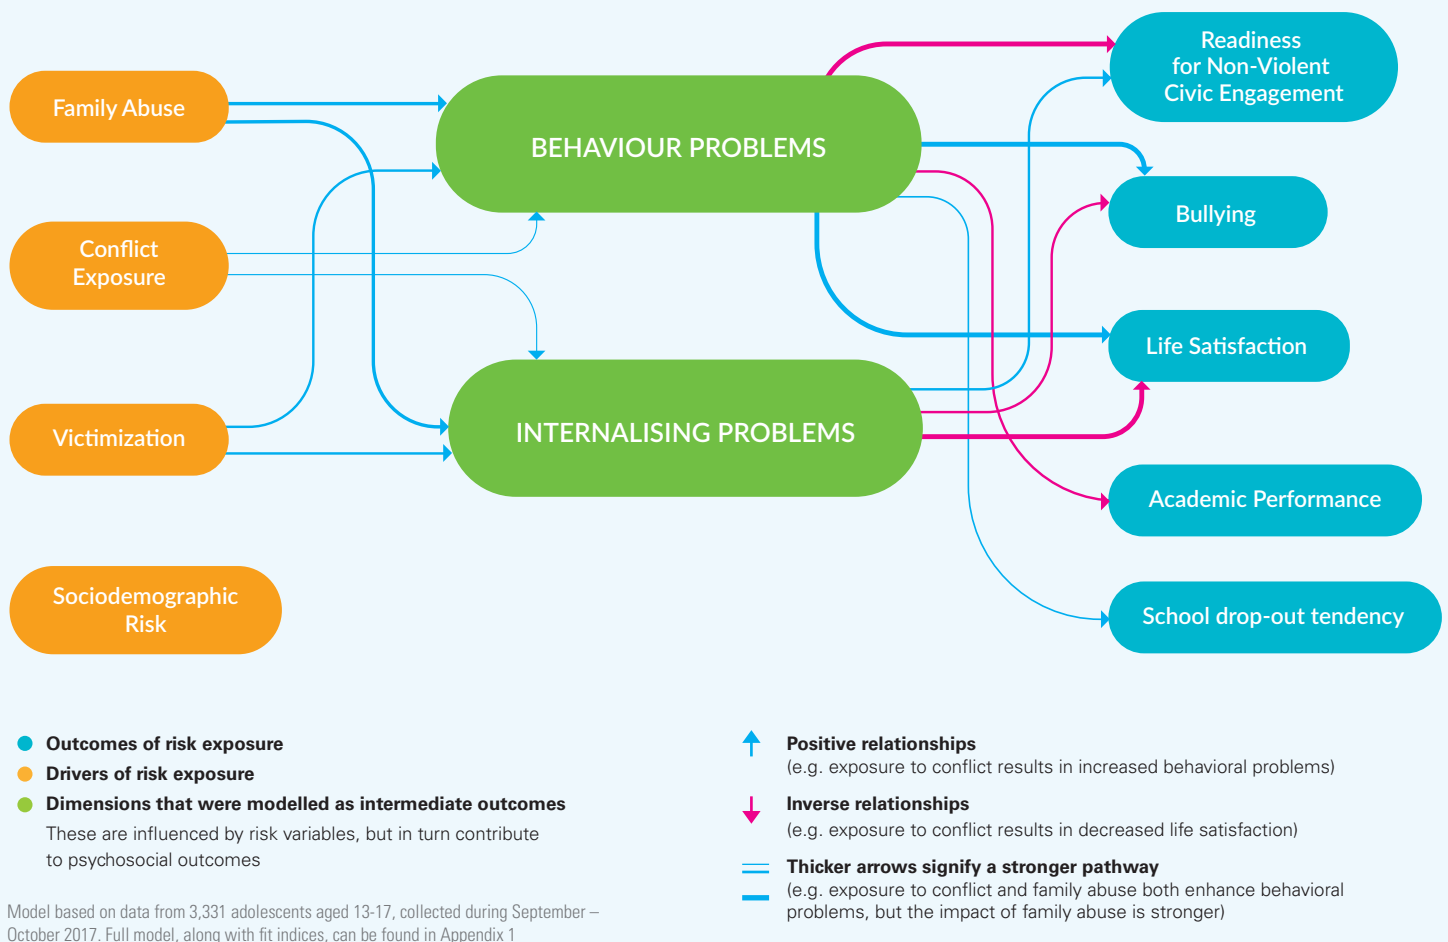 Readiness
for Non-Violent
Civic Engagement
Family Abuse
BEHAVIOUR PROBLEMS
Bullying
Conflict
Exposure
Life Satisfaction
Victimization
INTERNALISING PROBLEMS
Academic Performance
Sociodemographic
Risk
School drop-out tendency
Outcomes of risk exposure
Drivers of risk exposure
Dimensions that were modelled as intermediate outcomes
These are influenced by risk variables, but in turn contribute
to psychosocial outcomes
Model based on data from 3,331 adolescents aged 13-17, collected during September –
October 2017. Full model, along with fit indices, can be found in Appendix 1
Positive relationships
(e.g. exposure to conflict results in increased behavioral problems)
Inverse relationships
(e.g. exposure to conflict results in decreased life satisfaction)
Thicker arrows signify a stronger pathway
(e.g. exposure to conflict and family abuse both enhance behavioral
problems, but the impact of family abuse is stronger)